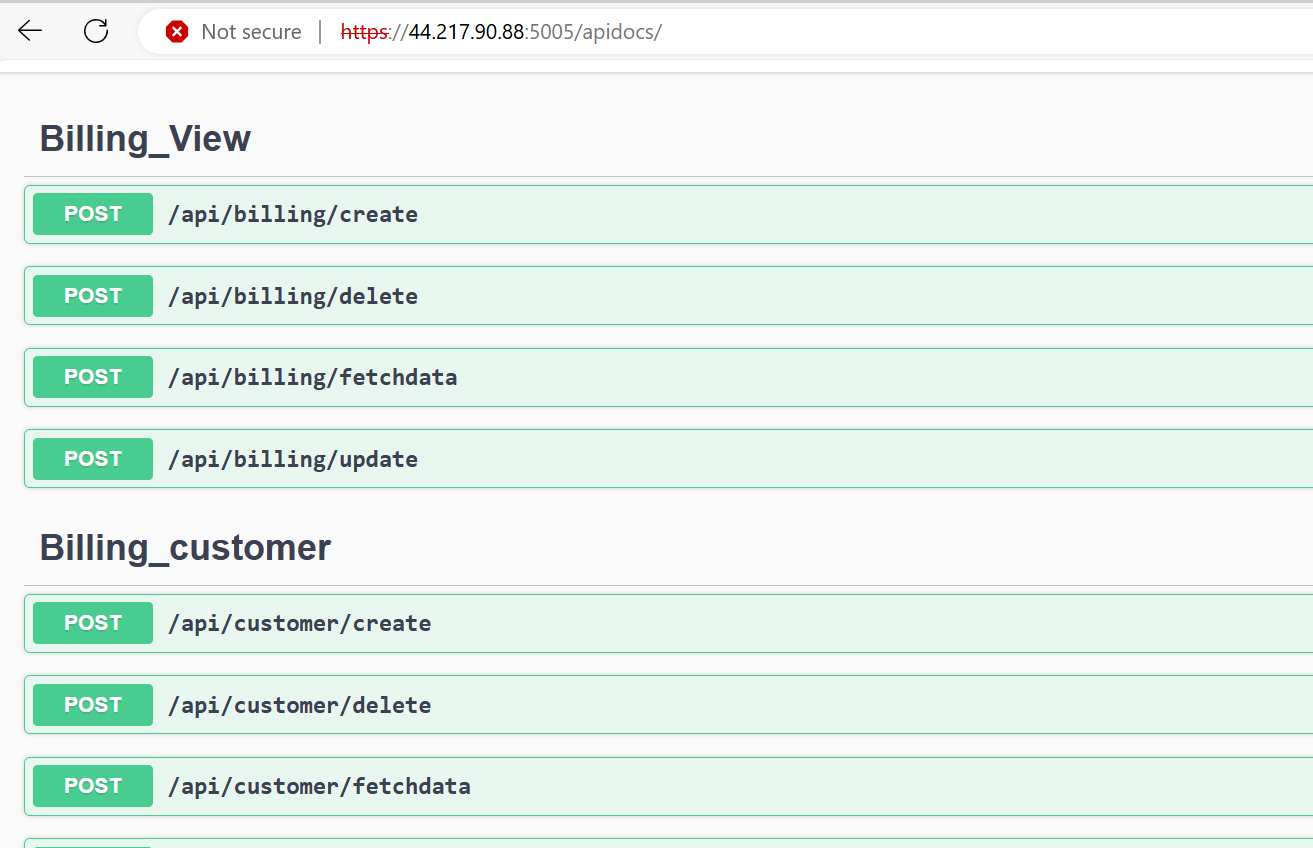 Not secure | https://44.217.90.88:5005/apidocs/
Billing_View
POST /api/billing/create
POST /api/billing/delete
POST /api/billing/fetchdata
POST /api/billing/update
Billing_customer
POST /api/customer/create
POST /api/customer/delete
POST /api/customer/fetchdata